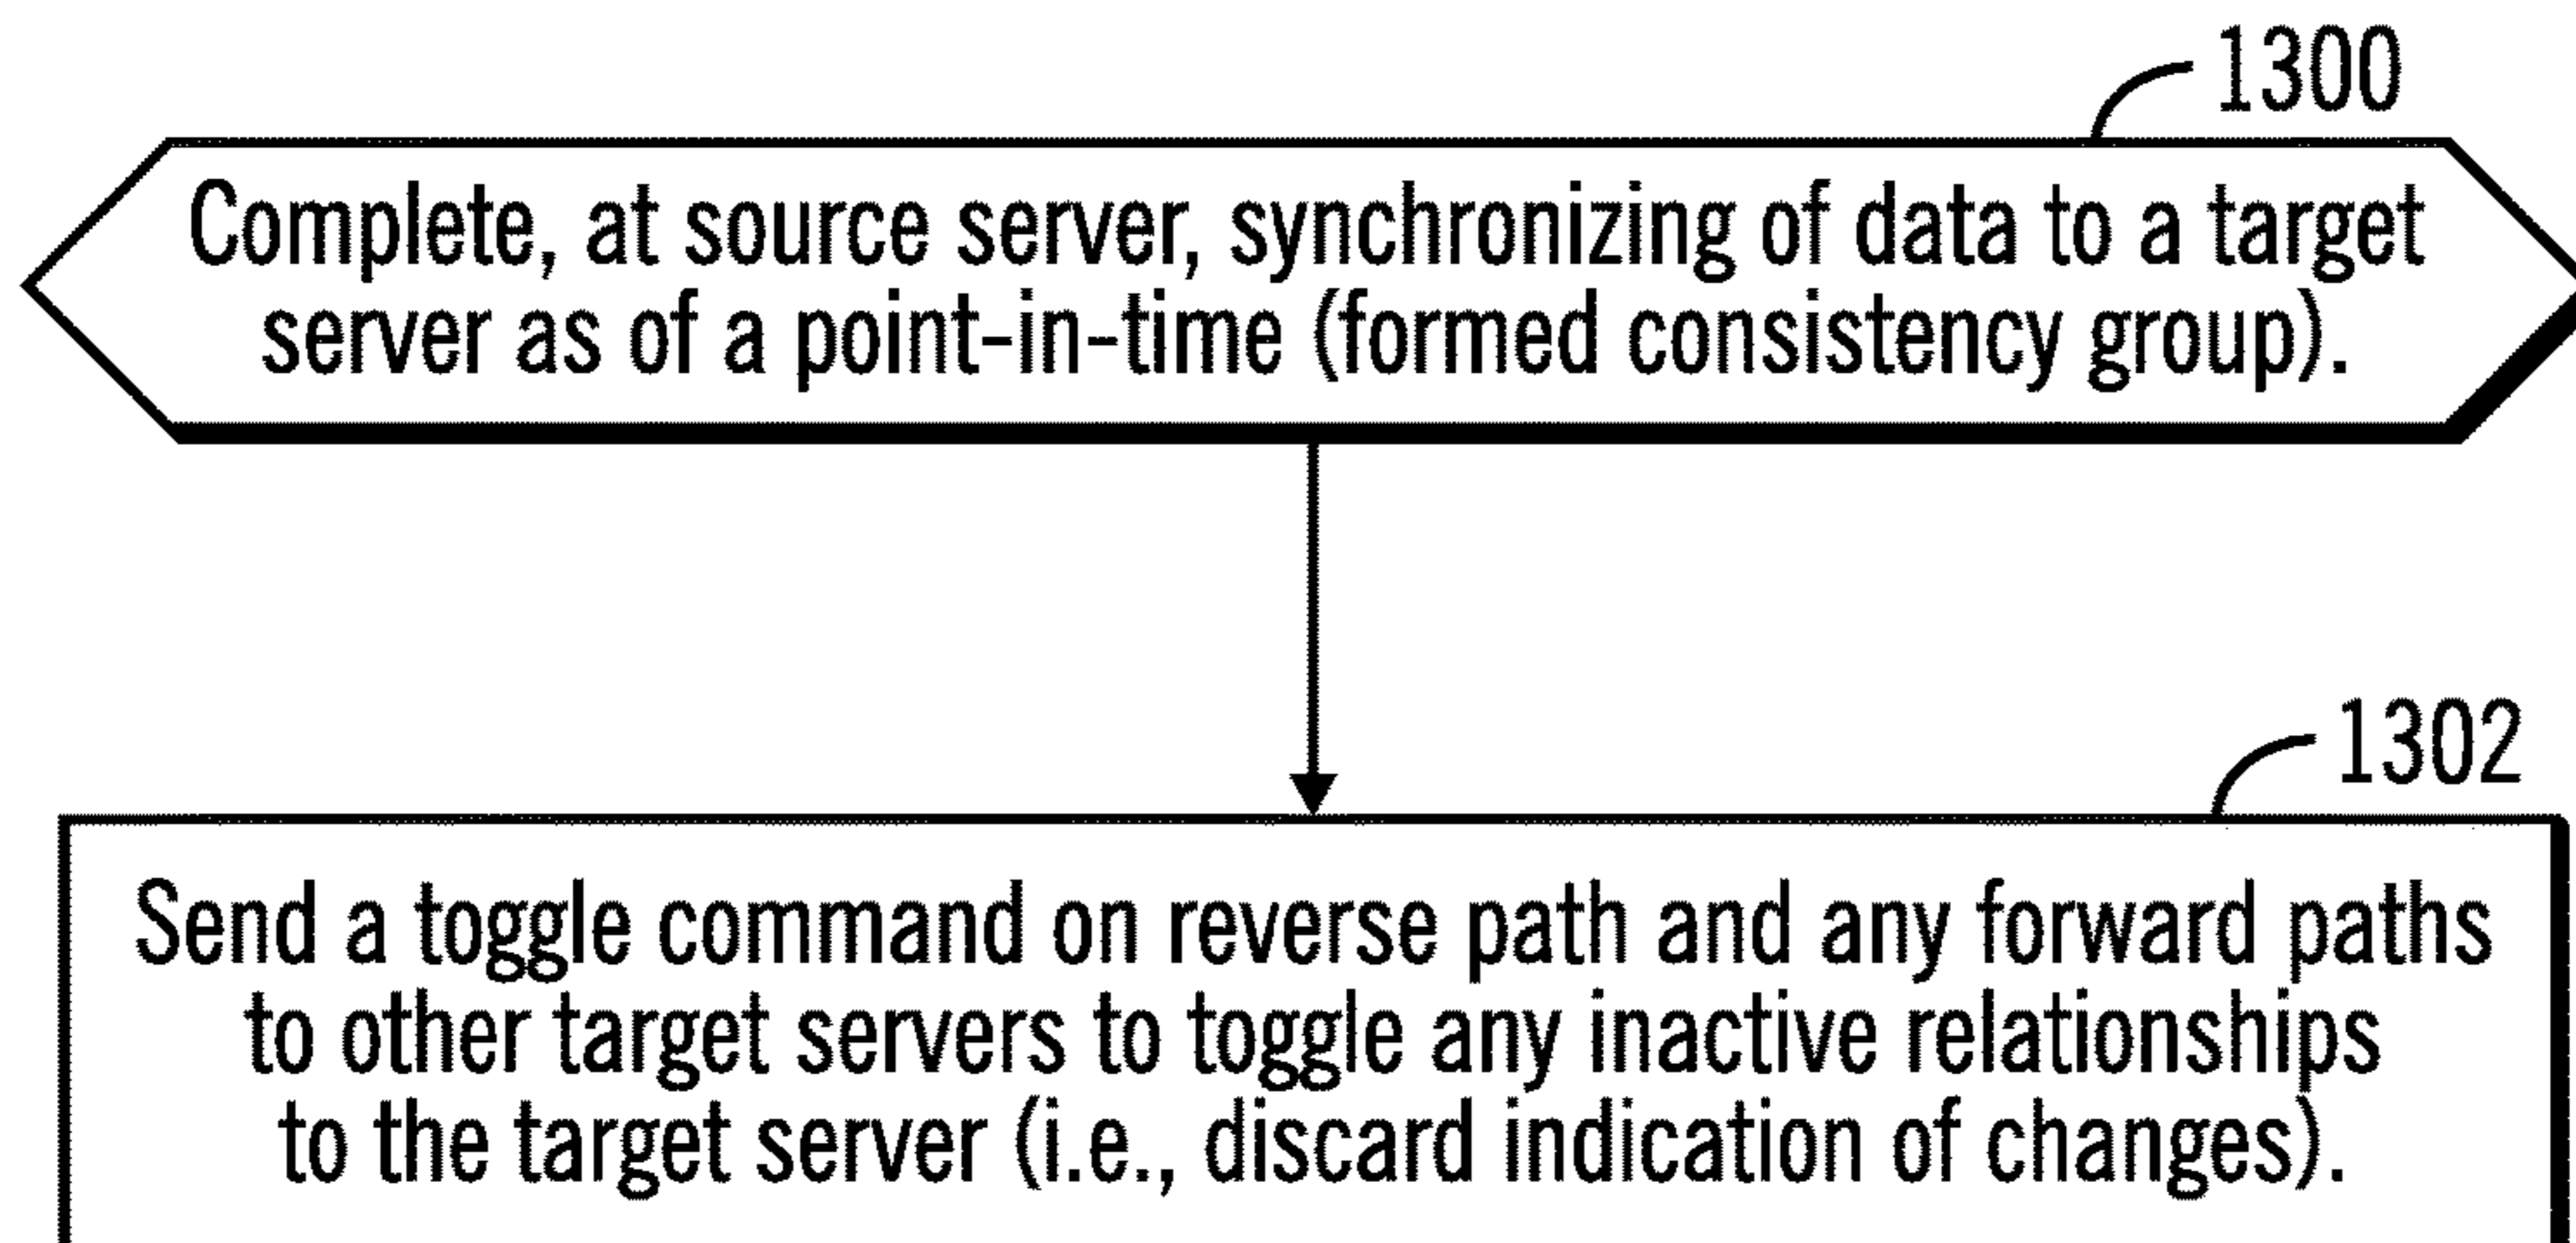 1300
Complete, at source server, synchronizing of data to a target
server as of a point-in-time (formed consistency group).
1302
Send a toggle command on reverse path and any forward paths
to other target servers to toggle any inactive relationships
to the target server (i.e., discard indication of changes).